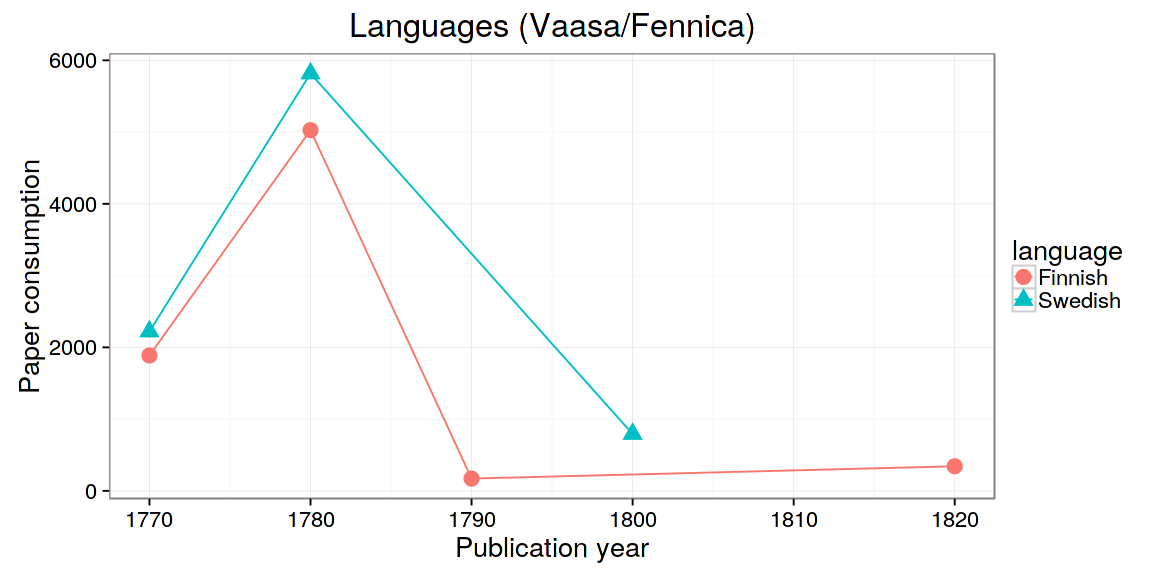 Languages (Vaasa/Fennica)
6000
4000
2000
0
Paper consumption
1770 1780 1790 1800 1810 1820
Publication year
language
Finnish
Swedish